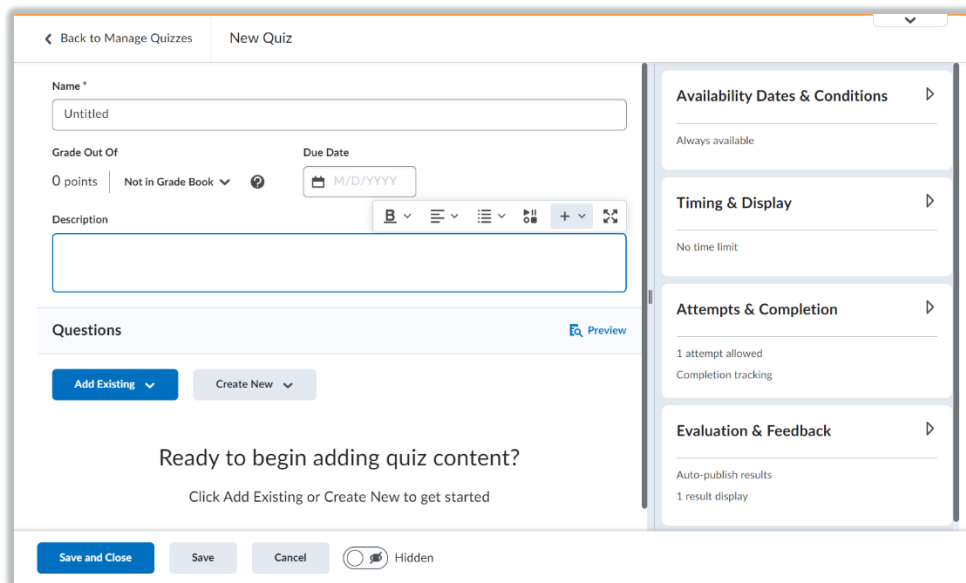 Back to Manage Quizzes
New Quiz
Name *
Untitled
Grade Out Of
Due Date
0 points
Not in Grade Book
M/D/YYYY
Description
B
Questions
Preview
Add Existing
Create New
Ready to begin adding quiz content?
Click Add Existing or Create New to get started
Save and Close
Save
Cancel
Hidden
Availability Dates & Conditions
Always available
Timing & Display
No time limit
Attempts & Completion
1 attempt allowed
Completion tracking
Evaluation & Feedback
Auto-publish results
1 result display